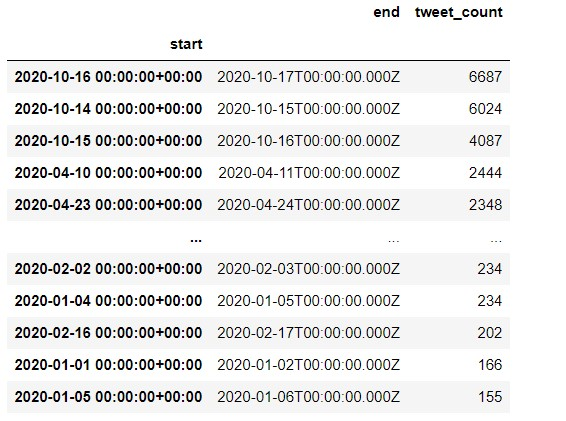 end tweet_count
start
2020-10-16 00:00:00+00:00 2020-10-17T00:00:00.000Z 6687
2020-10-14 00:00:00+00:00 2020-10-15T00:00:00.000Z 6024
2020-10-15 00:00:00+00:00 2020-10-16T00:00:00.000Z 4087
2020-04-10 00:00:00+00:00 2020-04-11T00:00:00.000Z 2444
2020-04-23 00:00:00+00:00 2020-04-24T00:00:00.000Z 2348
... ... ...
2020-02-02 00:00:00+00:00 2020-02-03T00:00:00.000Z 234
2020-01-04 00:00:00+00:00 2020-01-05T00:00:00.000Z 234
2020-02-16 00:00:00+00:00 2020-02-17T00:00:00.000Z 202
2020-01-01 00:00:00+00:00 2020-01-02T00:00:00.000Z 166
2020-01-05 00:00:00+00:00 2020-01-06T00:00:00.000Z 155